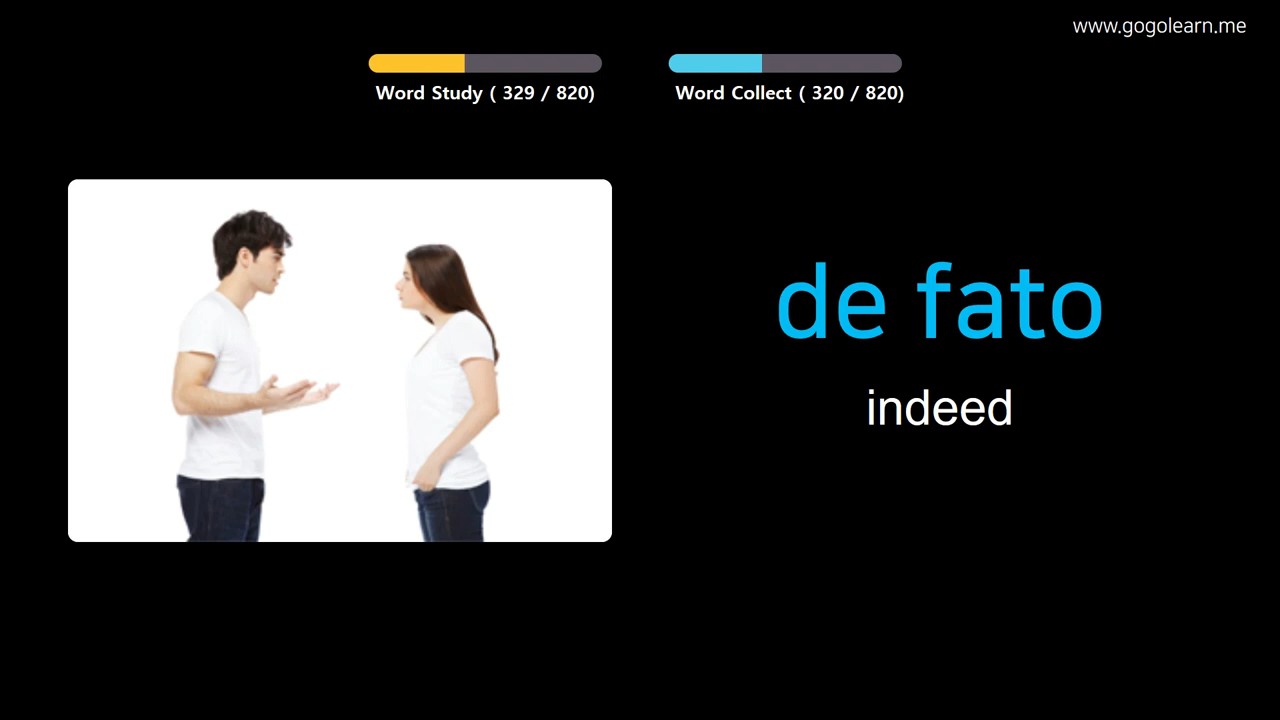 www.gogolearn.me
Word Study ( 329 / 820)
Word Collect ( 320 / 820)
de fato
indeed